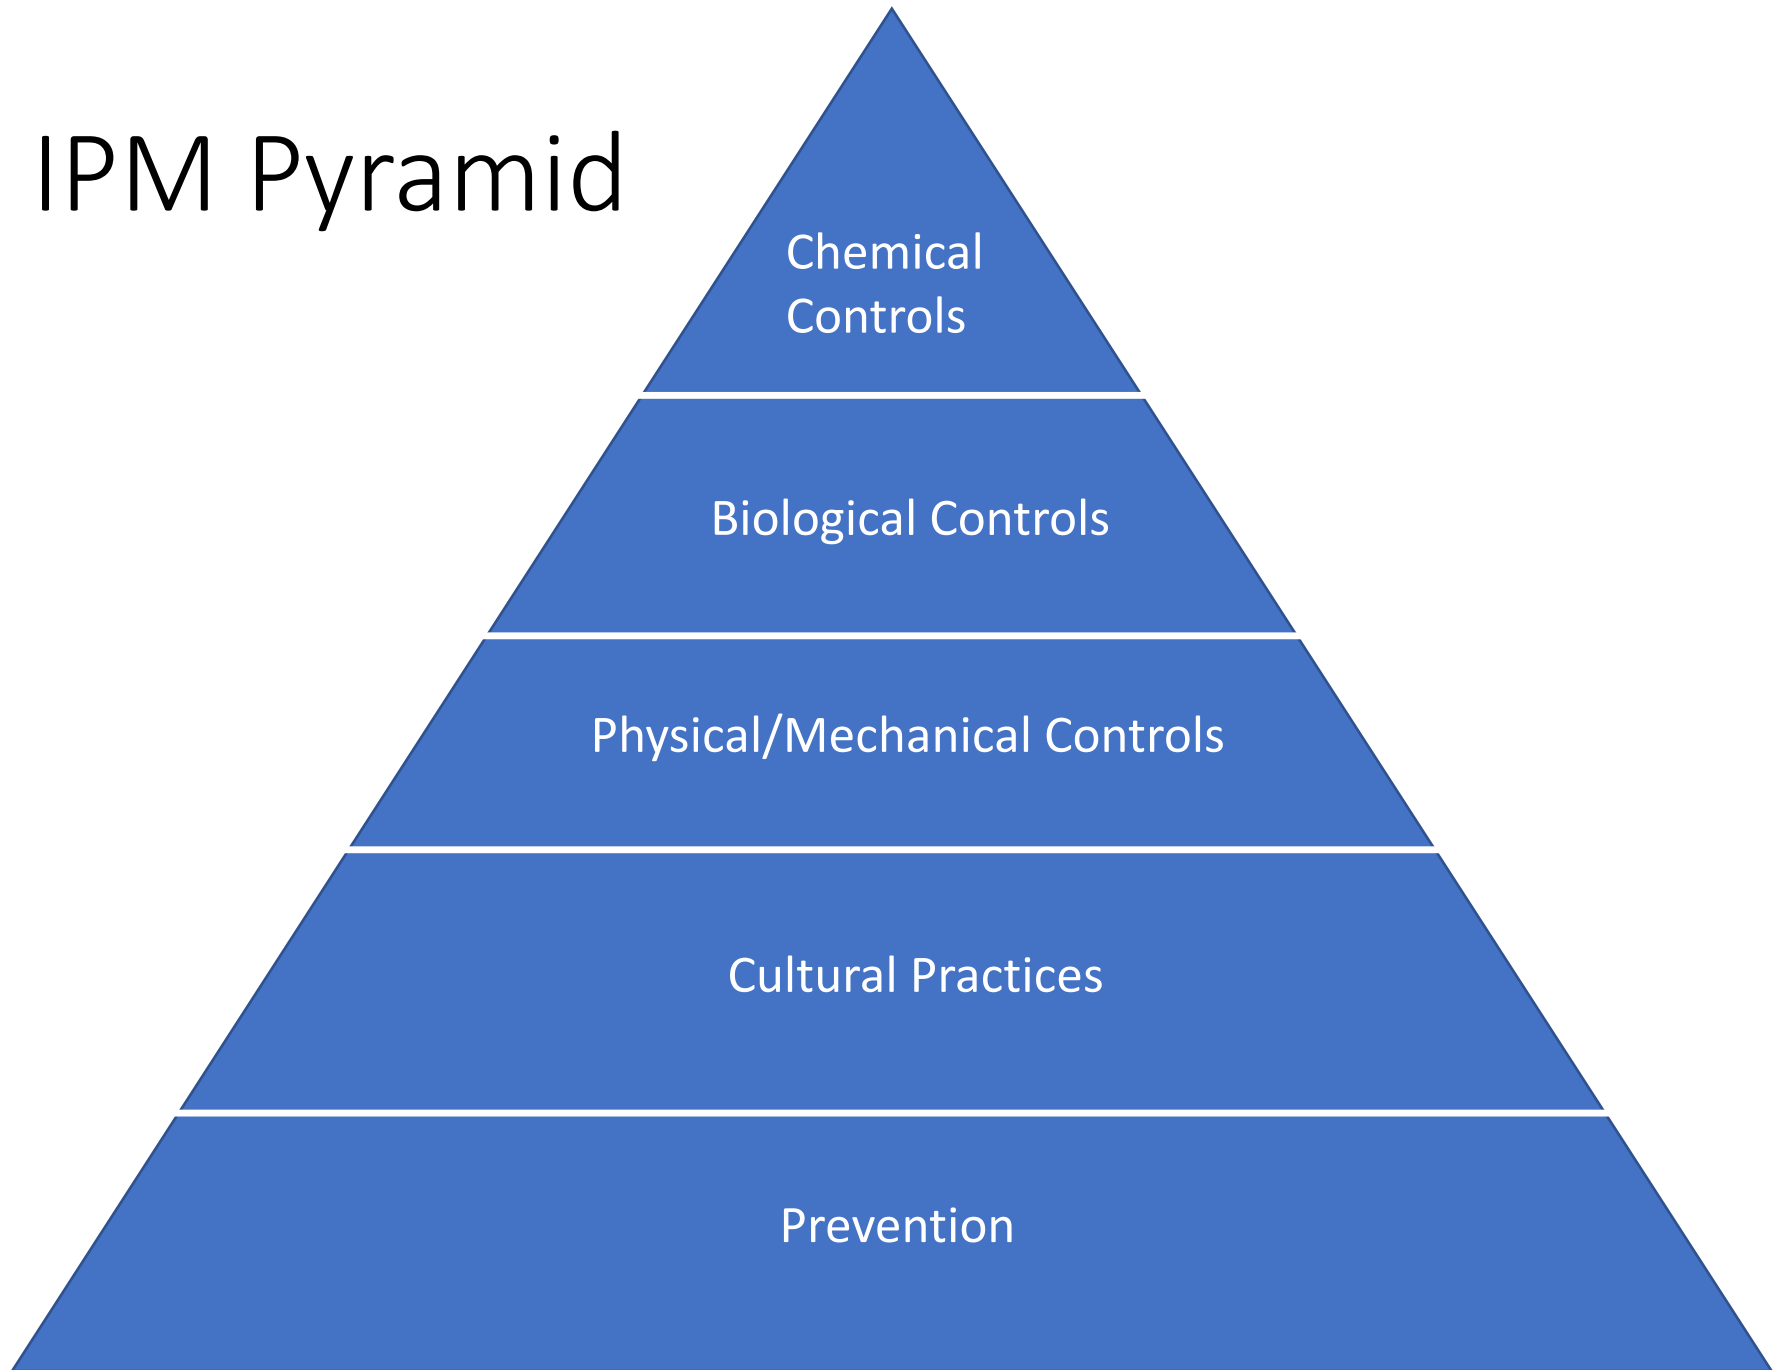 IPM Pyramid
Chemical
Controls
Biological Controls
Physical/Mechanical Controls
Cultural Practices
Prevention